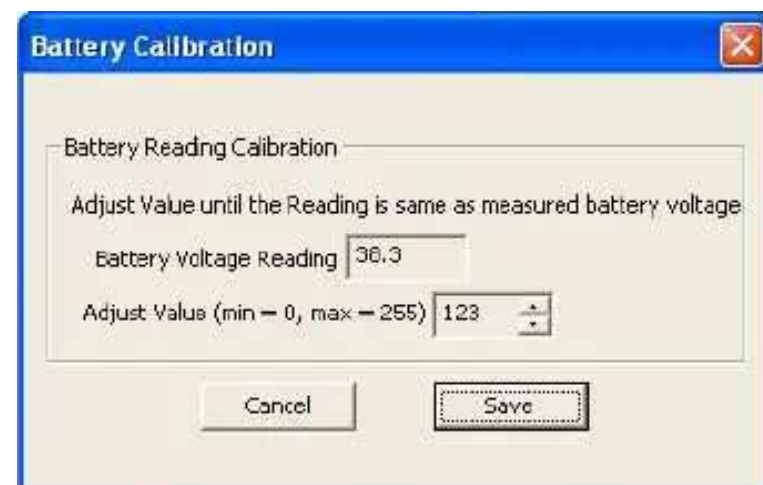 Battery Calibration
Battery Reading Calibration
Adjust Value until the Reading is same as measured battery voltage
Battery Voltage Reading 38.3
Adjust Value (min = 0, max = 255) 123
Cancel Save